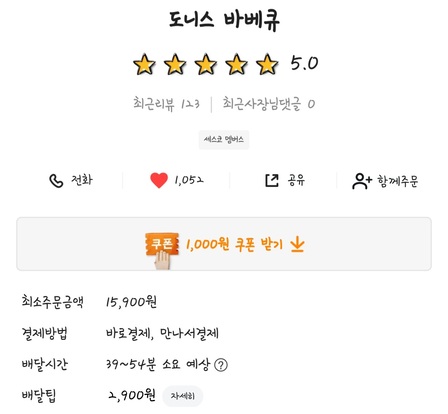 도니스 바베큐
5.0
최근리뷰 123 | 최근사장님댓글 0
세스코 멤버스
전화 1,052 공유 함께주문
쿠폰 1,000원 쿠폰 받기
최소주문금액 15,900원
결제방법 바로결제, 만나서결제
배달시간 39~54분 소요 예상 ?
배달팁 2,900원 자세히